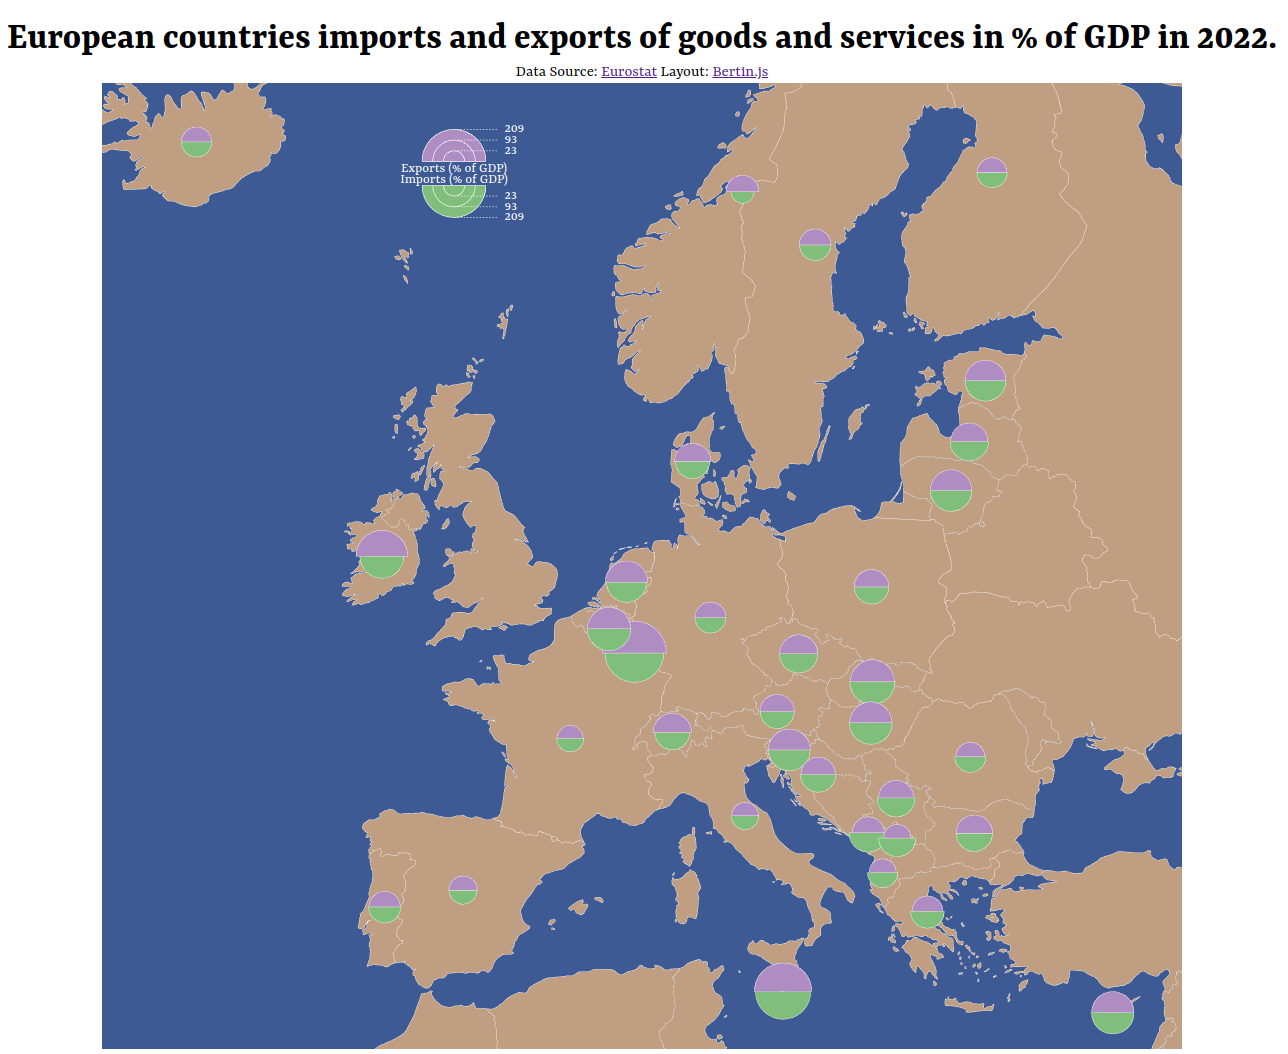 European countries imports and exports of goods and services in % of GDP in 2022.
Data Source: Eurostat Layout: Bertin.js
209
93
23
Exports (% of GDP)
Imports (% of GDP)
23
93
209